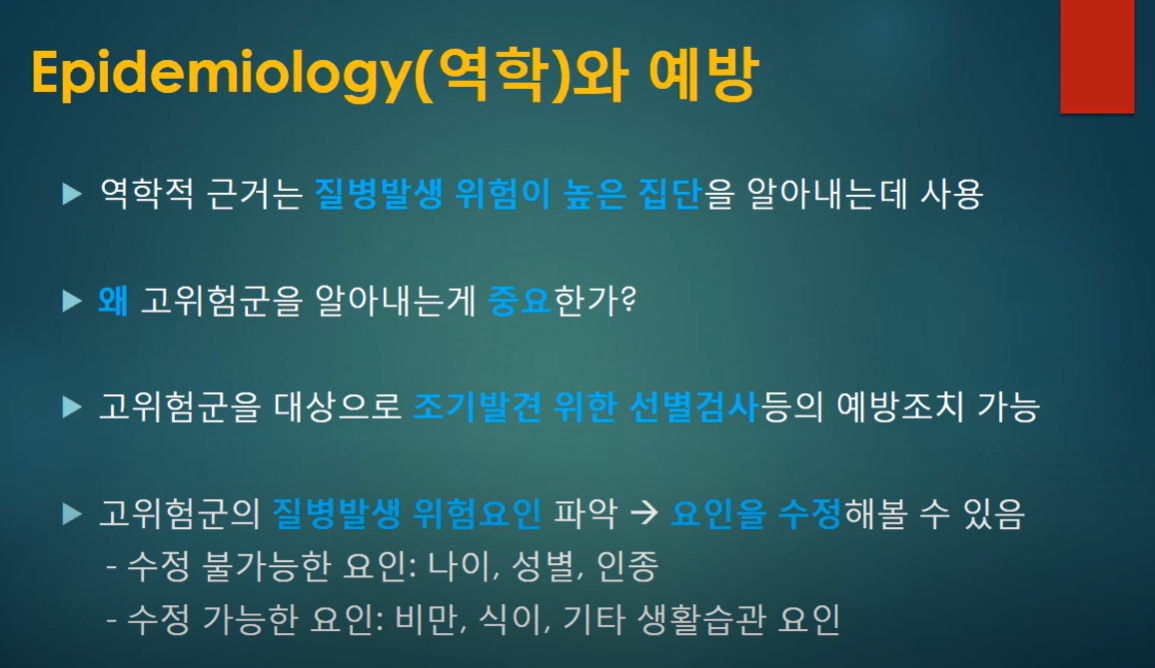 Epidemiology(역학)와 예방
▶ 역학적 근거는 질병발생 위험이 높은 집단을 알아내는데 사용
▶ 왜 고위험군을 알아내는게 중요한가?
▶ 고위험군을 대상으로 조기발견 위한 선별검사등의 예방조치 가능
▶ 고위험군의 질병발생 위험요인 파악 → 요인을 수정해볼 수 있음
- 수정 불가능한 요인: 나이, 성별, 인종
- 수정 가능한 요인: 비만, 식이, 기타 생활습관 요인